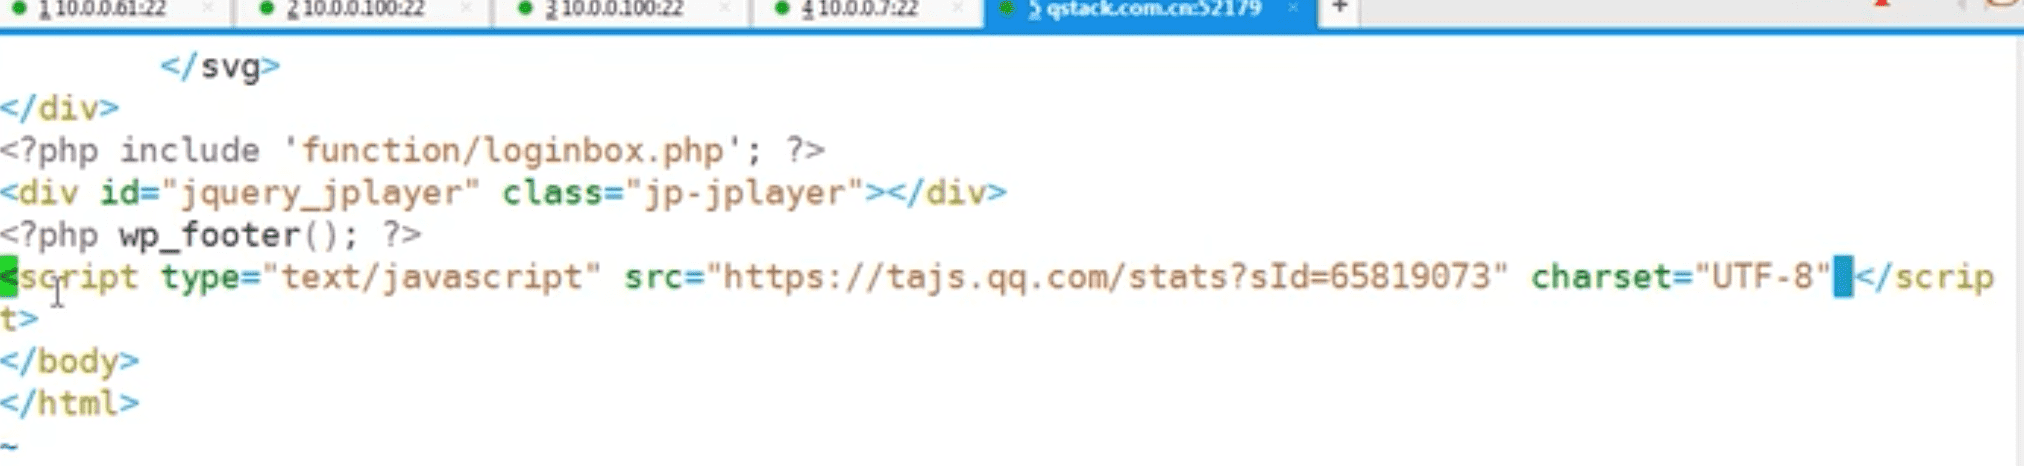 1 10.0.0.61:22 × 2 10.0.0.100:22 × 3 10.0.0.100:22 × 4 10.0.0.7:22 × 5 qstack.com.cn:52179 × +
</svg>
</div>
<?php include 'function/loginbox.php'; ?>
<div id="jquery_jplayer" class="jp-jplayer"></div>
<?php wp_footer(); ?>
<script type="text/javascript" src="https://tajs.qq.com/stats?sId=65819073" charset="UTF-8"></scrip
t>
</body>
</html>
~